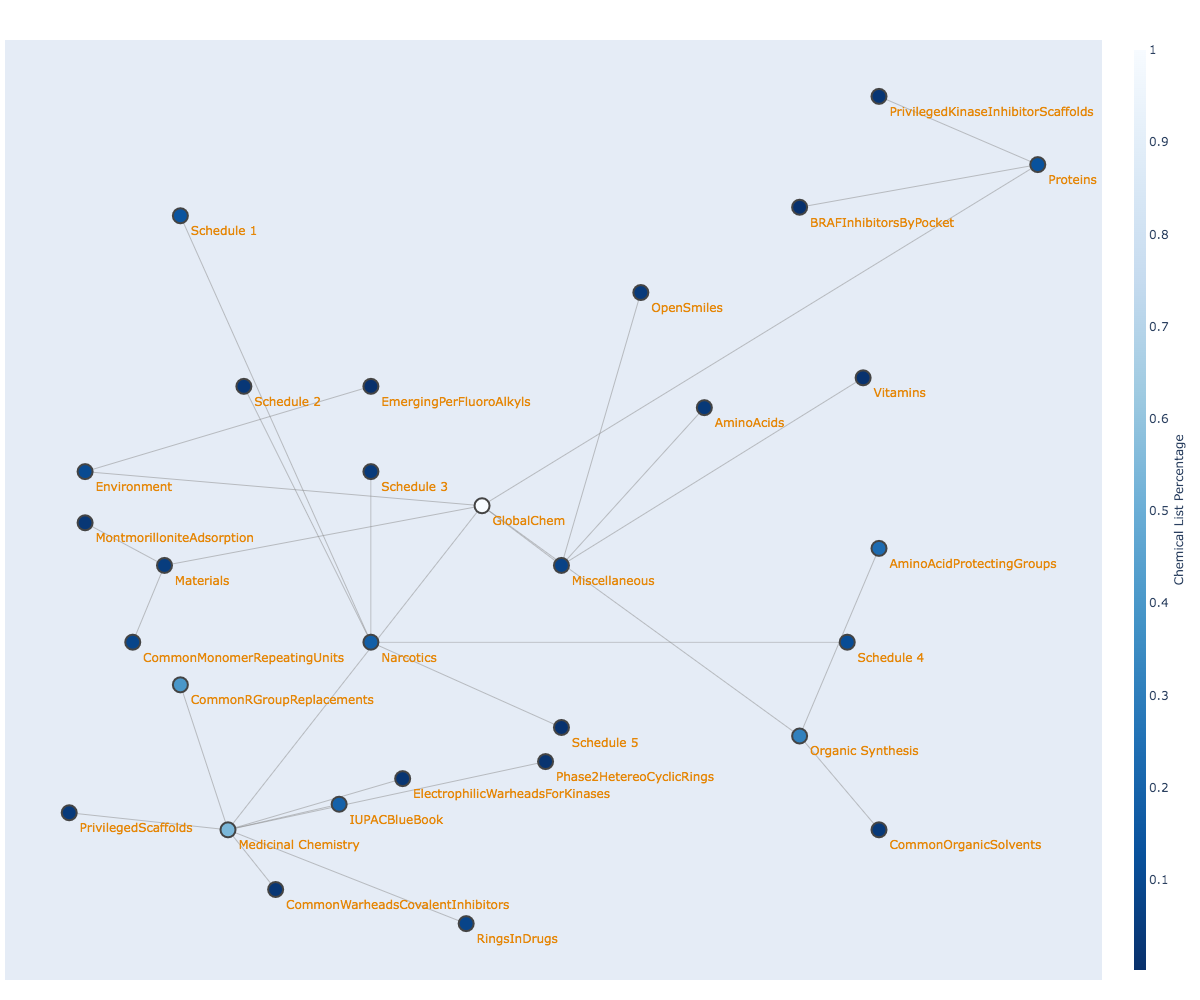 PrivilegedKinaseInhibitorScaffolds
Proteins
BRAFInhibitorsByPocket
Schedule 1
OpenSmiles
Vitamins
Schedule 2
EmergingPerFluoroAlkyls
AminoAcids
Environment
Schedule 3
GlobalChem
MontmorilloniteAdsorption
AminoAcidProtectingGroups
Materials
Miscellaneous
CommonMonomerRepeatingUnits
Narcotics
Schedule 4
CommonRGroupReplacements
Schedule 5
Organic Synthesis
Phase2HetereoCyclicRings
ElectrophilicWarheadsForKinases
IUPACBlueBook
PrivilegedScaffolds
Medicinal Chemistry
CommonOrganicSolvents
CommonWarheadsCovalentInhibitors
RingsInDrugs
1
0.9
0.8
0.7
0.6
0.5
0.4
0.3
0.2
0.1
Chemical List Percentage